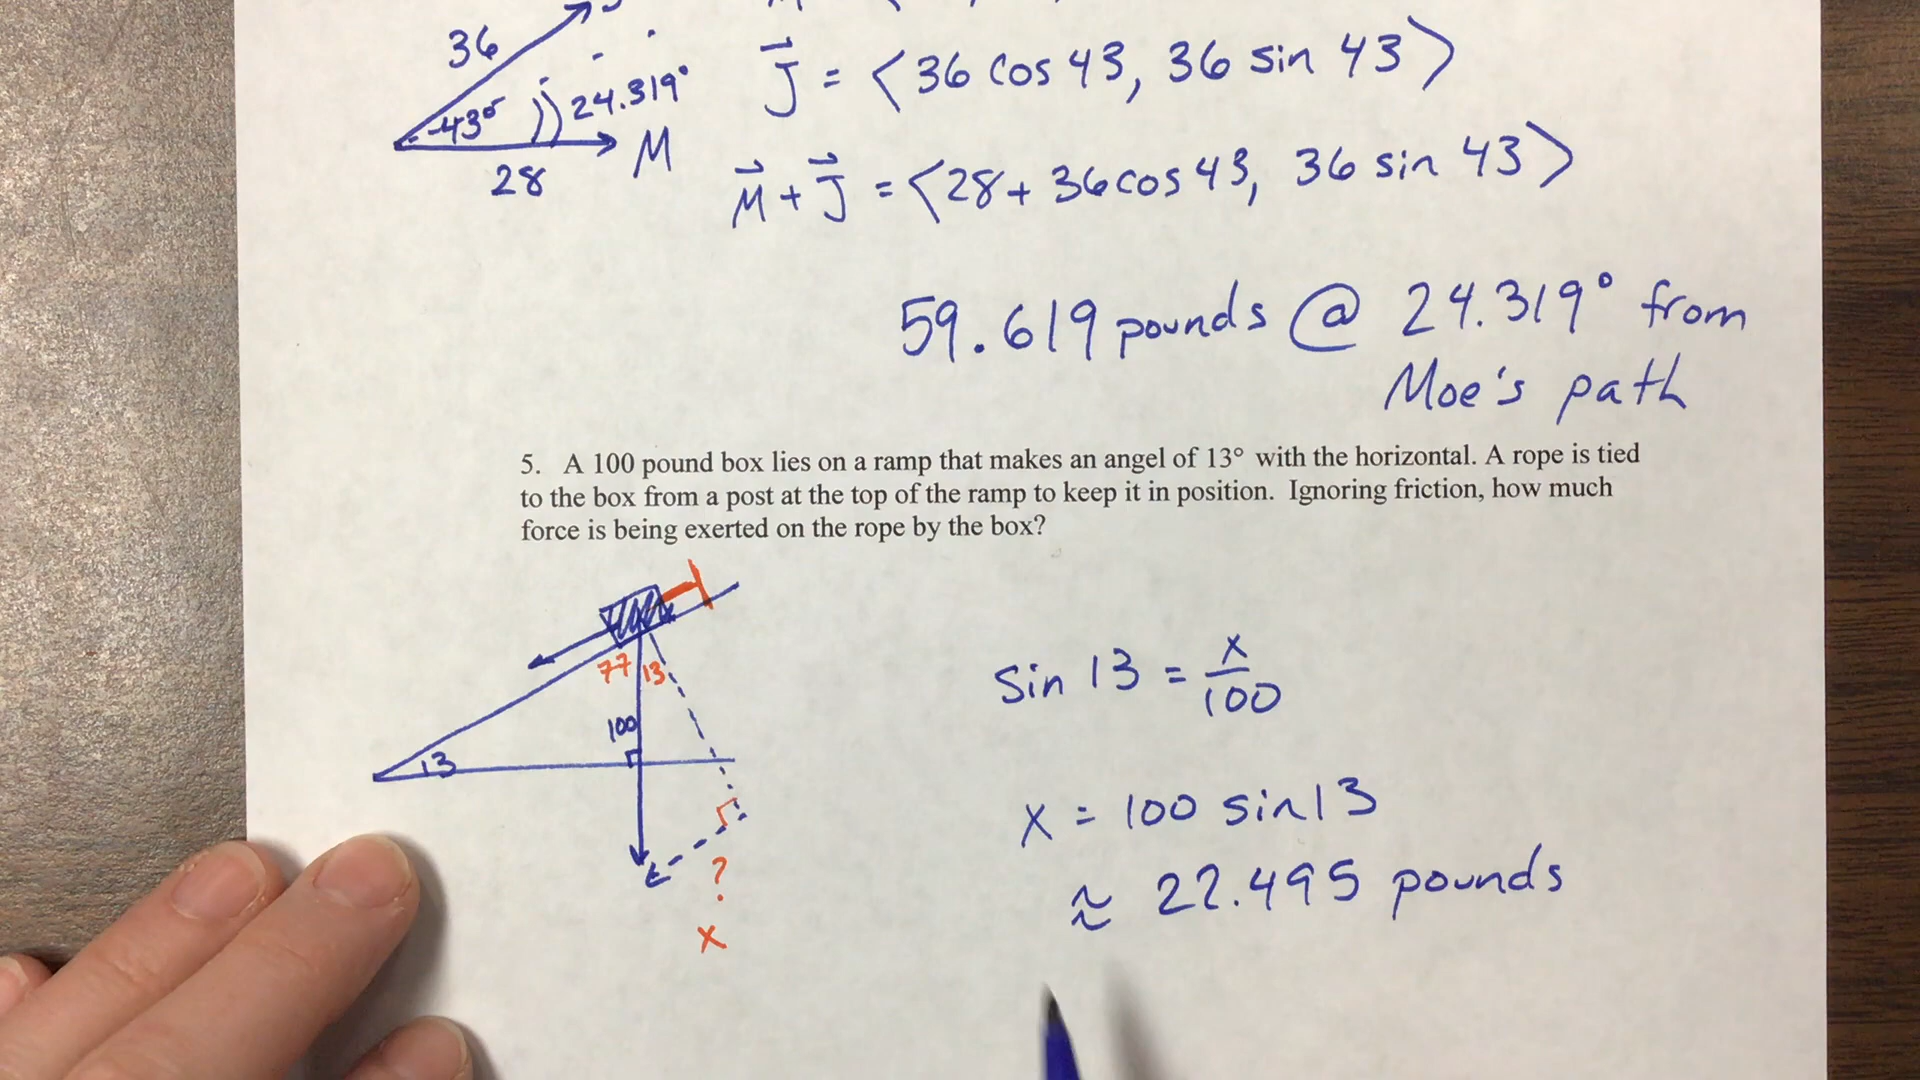 36
43°
24.319°
28
M
J⃗ = ⟨36 cos 43, 36 sin 43⟩
M⃗ + J⃗ = ⟨28 + 36 cos 43, 36 sin 43⟩
59.619 pounds @ 24.319° from
Moe's path
5. A 100 pound box lies on a ramp that makes an angel of 13° with the horizontal. A rope is tied
to the box from a post at the top of the ramp to keep it in position. Ignoring friction, how much
force is being exerted on the rope by the box?
77 13
100
13
?
x
sin 13 = x/100
x = 100 sin 13
≈ 22.495 pounds